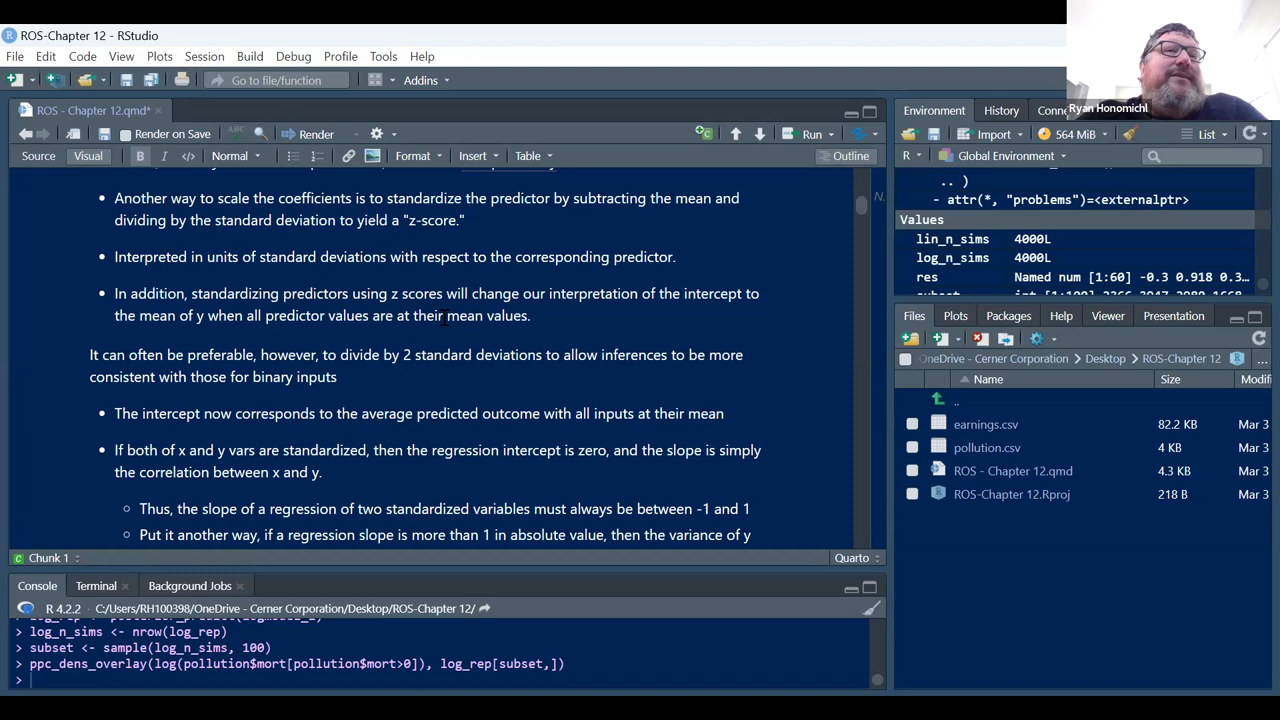 ROS-Chapter 12 - RStudio
File Edit Code View Plots Session Build Debug Profile Tools Help
Go to file/function
Addins
Ryan Honomichl
ROS - Chapter 12.qmd*
Render on Save
ABC
Render
Run
Source Visual B I </> Normal Format Insert Table Outline
Another way to scale the coefficients is to standardize the predictor by subtracting the mean and
dividing by the standard deviation to yield a "z-score."
Interpreted in units of standard deviations with respect to the corresponding predictor.
In addition, standardizing predictors using z scores will change our interpretation of the intercept to
the mean of y when all predictor values are at their mean values.
It can often be preferable, however, to divide by 2 standard deviations to allow inferences to be more
consistent with those for binary inputs
The intercept now corresponds to the average predicted outcome with all inputs at their mean
If both of x and y vars are standardized, then the regression intercept is zero, and the slope is simply
the correlation between x and y.
Thus, the slope of a regression of two standardized variables must always be between -1 and 1
Put it another way, if a regression slope is more than 1 in absolute value, then the variance of y
N.
Chunk 1
Quarto
Console Terminal Background Jobs
R 4.2.2 · C:/Users/RH100398/OneDrive - Cerner Corporation/Desktop/ROS-Chapter 12/
> log_n_sims <- nrow(log_rep)
> subset <- sample(log_n_sims, 100)
> ppc_dens_overlay(log(pollution$mort[pollution$mort>0]), log_rep[subset,])
>
Environment History Conn
Import 564 MiB List
R Global Environment
.. )
- attr(*, "problems")=<externalptr>
Values
lin_n_sims 4000L
log_n_sims 4000L
res Named num [1:60] -0.3 0.918 0.3…
Files Plots Packages Help Viewer Presentation
OneDrive - Cerner Corporation Desktop ROS-Chapter 12 ...
Name Size Modifi
..
earnings.csv 82.2 KB Mar 3
pollution.csv 4 KB Mar 3
ROS - Chapter 12.qmd 4.3 KB Mar 3
ROS-Chapter 12.Rproj 218 B Mar 3